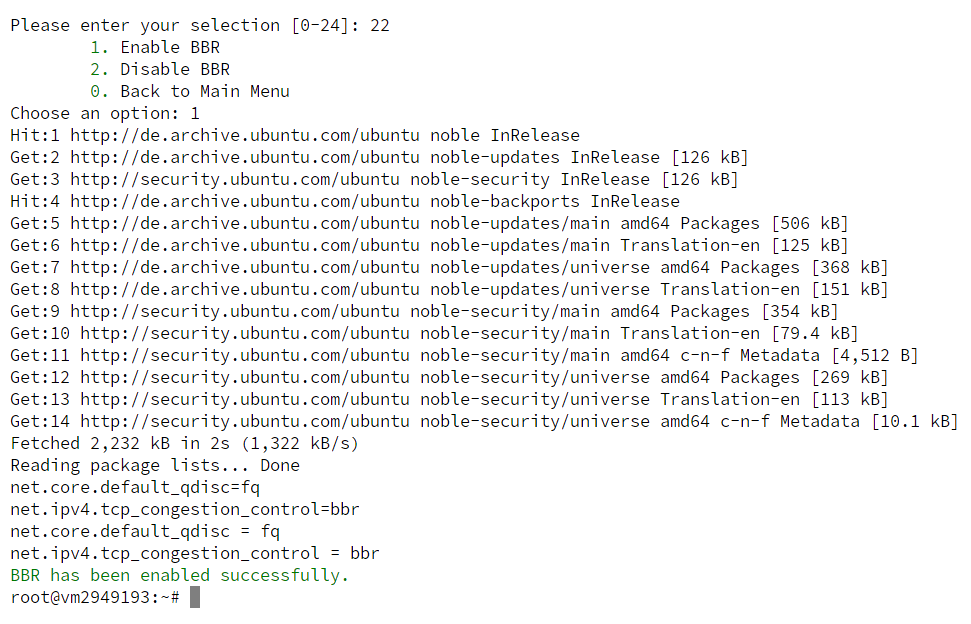 Please enter your selection [0-24]: 22
1. Enable BBR
2. Disable BBR
0. Back to Main Menu
Choose an option: 1
Hit:1 http://de.archive.ubuntu.com/ubuntu noble InRelease
Get:2 http://de.archive.ubuntu.com/ubuntu noble-updates InRelease [126 kB]
Get:3 http://security.ubuntu.com/ubuntu noble-security InRelease [126 kB]
Hit:4 http://de.archive.ubuntu.com/ubuntu noble-backports InRelease
Get:5 http://de.archive.ubuntu.com/ubuntu noble-updates/main amd64 Packages [506 kB]
Get:6 http://de.archive.ubuntu.com/ubuntu noble-updates/main Translation-en [125 kB]
Get:7 http://de.archive.ubuntu.com/ubuntu noble-updates/universe amd64 Packages [368 kB]
Get:8 http://de.archive.ubuntu.com/ubuntu noble-updates/universe Translation-en [151 kB]
Get:9 http://security.ubuntu.com/ubuntu noble-security/main amd64 Packages [354 kB]
Get:10 http://security.ubuntu.com/ubuntu noble-security/main Translation-en [79.4 kB]
Get:11 http://security.ubuntu.com/ubuntu noble-security/main amd64 c-n-f Metadata [4,512 B]
Get:12 http://security.ubuntu.com/ubuntu noble-security/universe amd64 Packages [269 kB]
Get:13 http://security.ubuntu.com/ubuntu noble-security/universe Translation-en [113 kB]
Get:14 http://security.ubuntu.com/ubuntu noble-security/universe amd64 c-n-f Metadata [10.1 kB]
Fetched 2,232 kB in 2s (1,322 kB/s)
Reading package lists... Done
net.core.default_qdisc=fq
net.ipv4.tcp_congestion_control=bbr
net.core.default_qdisc = fq
net.ipv4.tcp_congestion_control = bbr
BBR has been enabled successfully.
root@vm2949193:~#